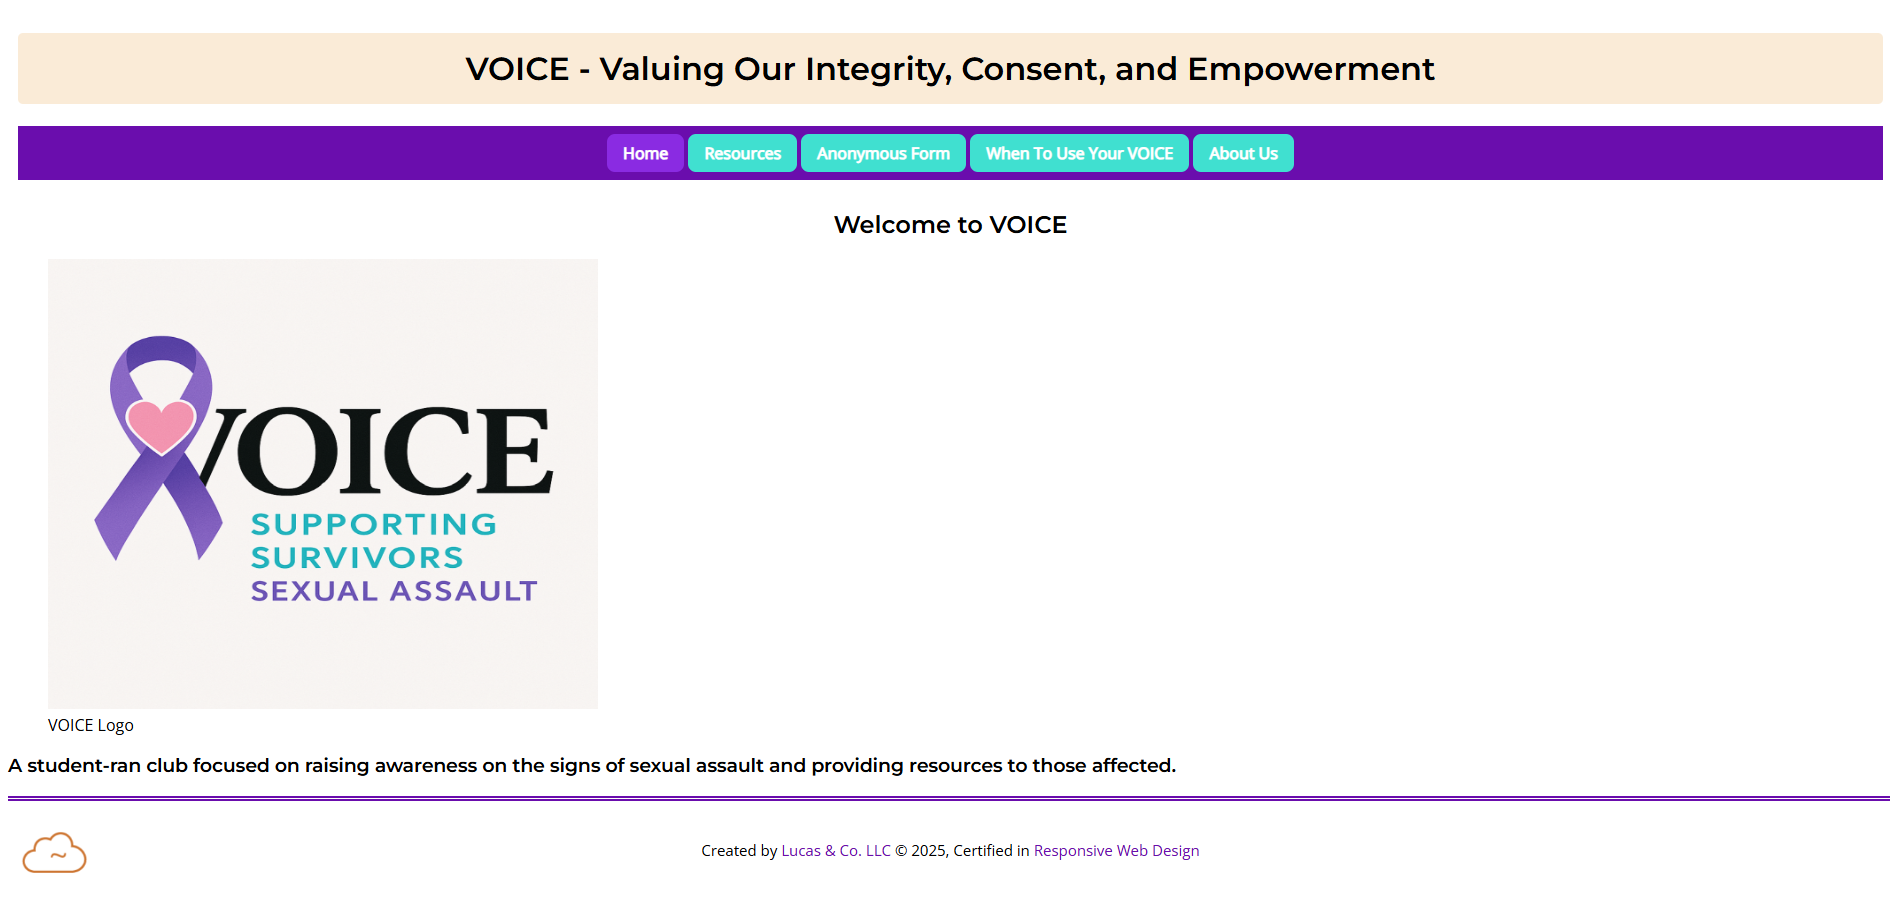 VOICE - Valuing Our Integrity, Consent, and Empowerment
Home Resources Anonymous Form When To Use Your VOICE About Us
Welcome to VOICE
VOICE
SUPPORTING
SURVIVORS
SEXUAL ASSAULT
VOICE Logo
A student-ran club focused on raising awareness on the signs of sexual assault and providing resources to those affected.
~
Created by Lucas & Co. LLC © 2025, Certified in Responsive Web Design